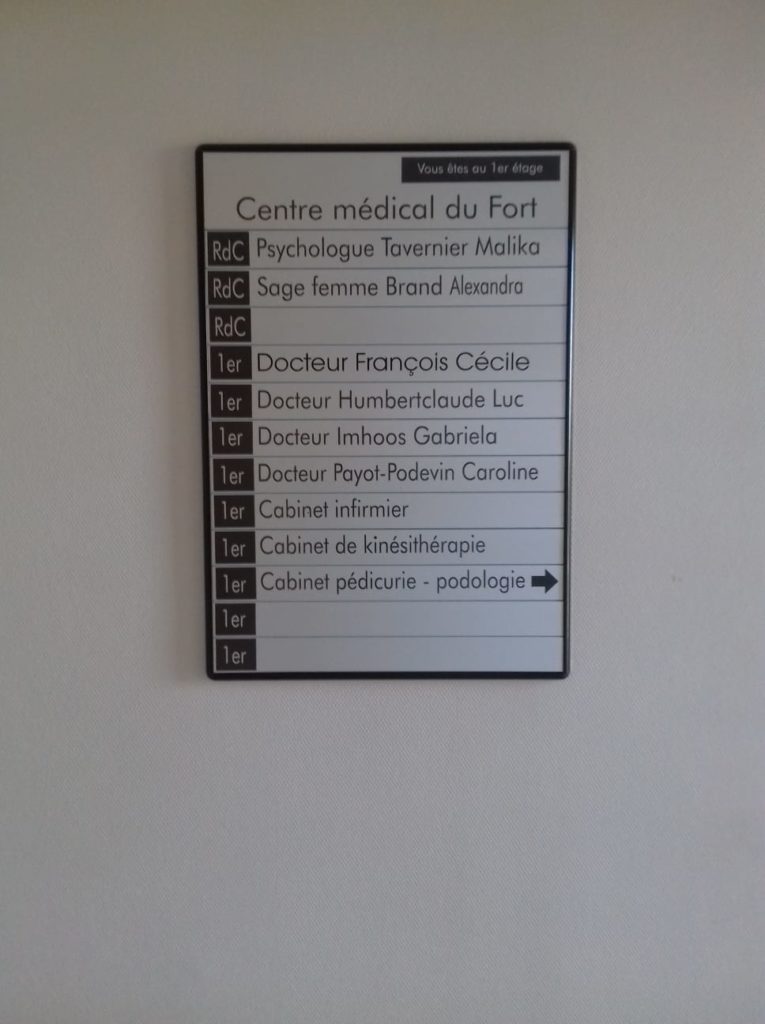 Vous êtes au 1er étage
Centre médical du Fort
RdC Psychologue Tavernier Malika
RdC Sage femme Brand Alexandra
RdC
1er Docteur François Cécile
1er Docteur Humbertclaude Luc
1er Docteur Imhoos Gabriela
1er Docteur Payot-Podevin Caroline
1er Cabinet infirmier
1er Cabinet de kinésithérapie
1er Cabinet pédicurie - podologie
1er
1er